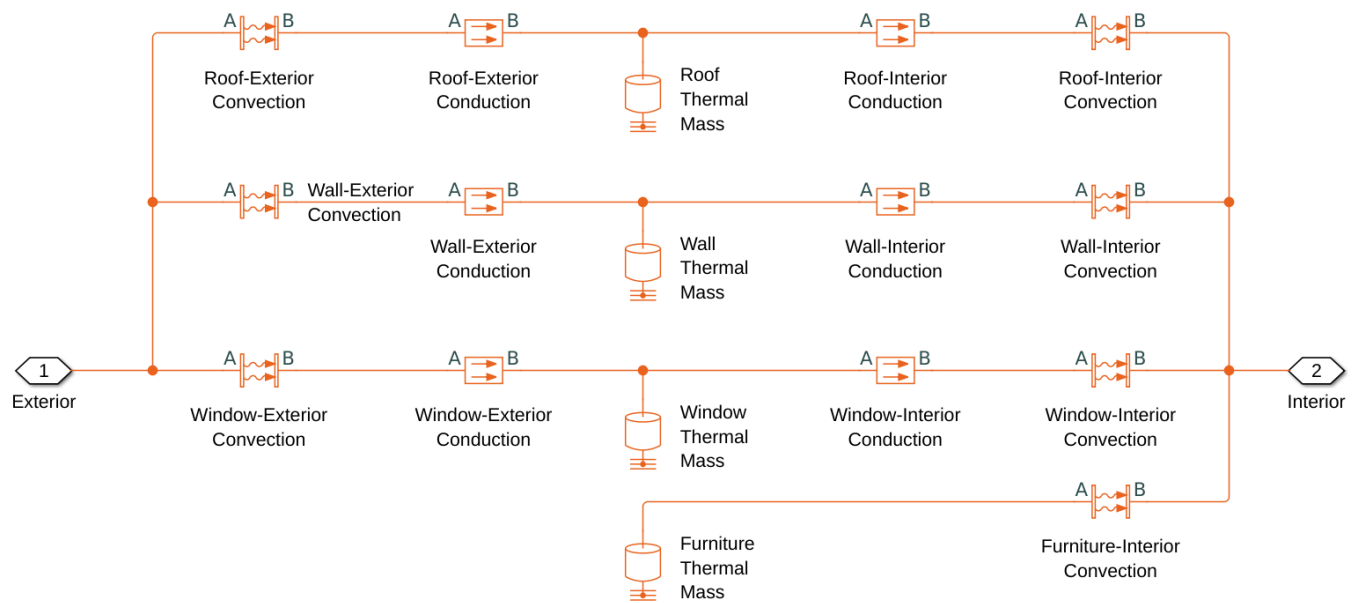 A B A B A B A B
Roof-Exterior
Convection
Roof-Exterior
Conduction
Roof
Thermal
Mass
Roof-Interior
Conduction
Roof-Interior
Convection
A B A B A B A B
Wall-Exterior
Convection
Wall-Exterior
Conduction
Wall
Thermal
Mass
Wall-Interior
Conduction
Wall-Interior
Convection
A B A B A B A B
1
Exterior
Window-Exterior
Convection
Window-Exterior
Conduction
Window
Thermal
Mass
Window-Interior
Conduction
Window-Interior
Convection
2
Interior
A B
Furniture
Thermal
Mass
Furniture-Interior
Convection